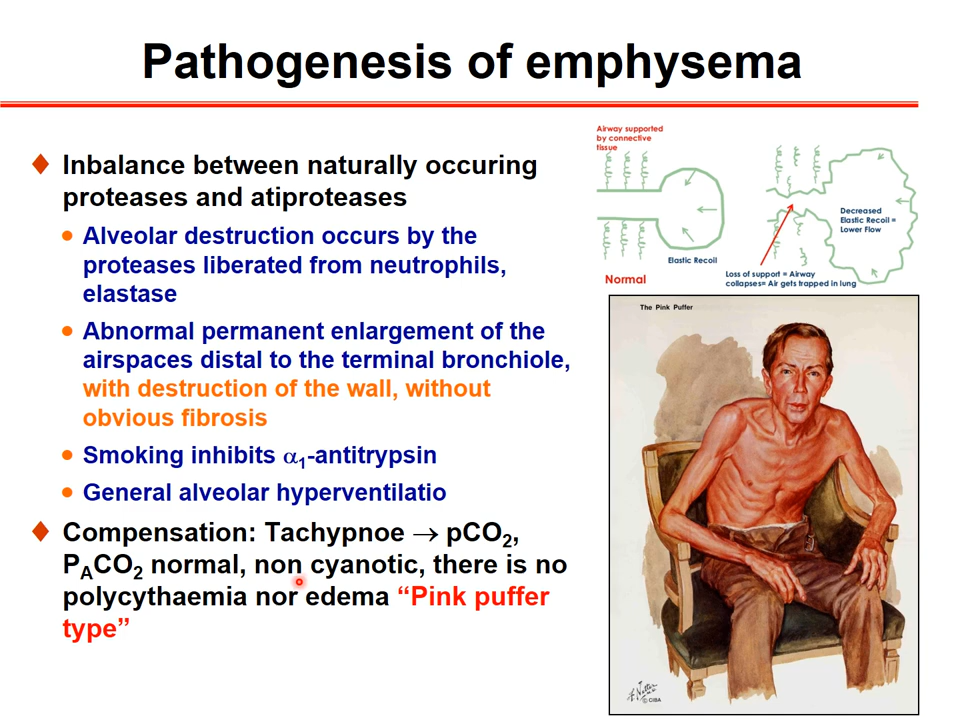 Pathogenesis of emphysema
Inbalance between naturally occuring
proteases and atiproteases
Alveolar destruction occurs by the
proteases liberated from neutrophils,
elastase
Abnormal permanent enlargement of the
airspaces distal to the terminal bronchiole,
with destruction of the wall, without
obvious fibrosis
Smoking inhibits α1-antitrypsin
General alveolar hyperventilatio
Compensation: Tachypnoe → pCO2,
PACO2 normal, non cyanotic, there is no
polycythaemia nor edema “Pink puffer
type”
Airway supported
by connective
tissue
Elastic Recoil
Normal
Decreased
Elastic Recoil =
Lower Flow
Loss of support = Airway
collapses= Air gets trapped in lung
The Pink Puffer
F. Netter
© CIBA